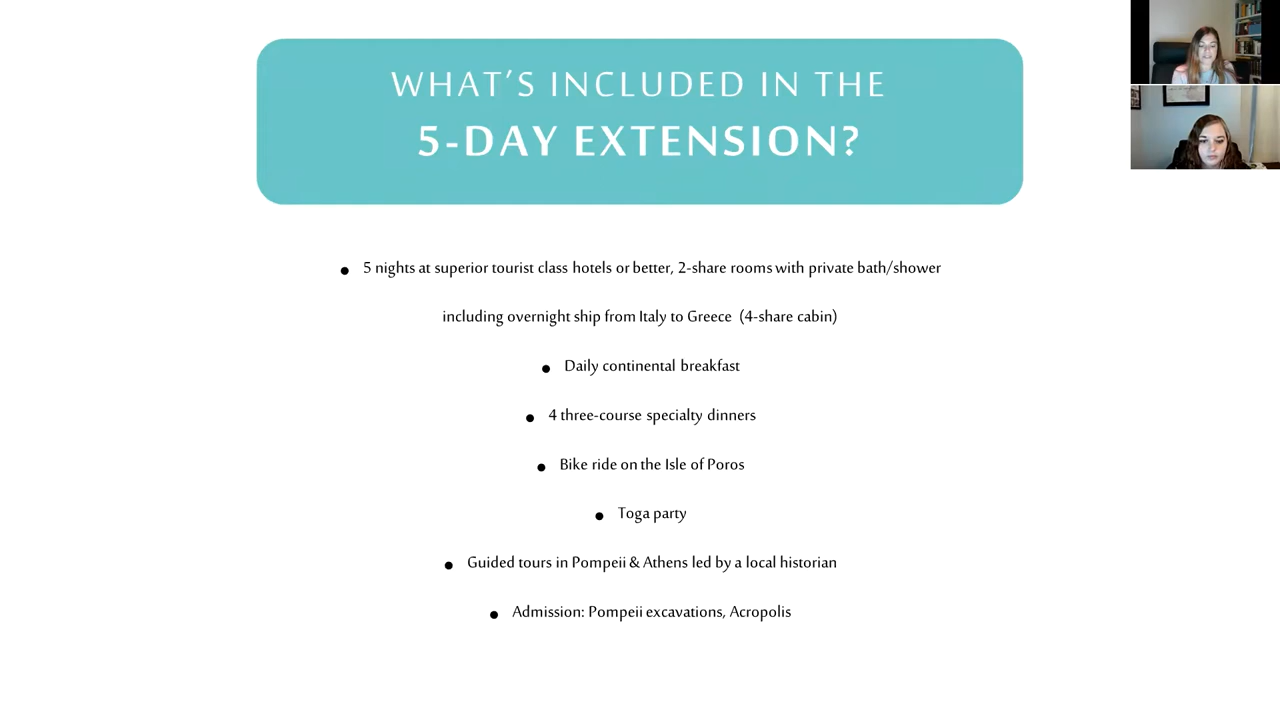 WHAT'S INCLUDED IN THE
5-DAY EXTENSION?
● 5 nights at superior tourist class hotels or better, 2-share rooms with private bath/shower
including overnight ship from Italy to Greece (4-share cabin)
● Daily continental breakfast
● 4 three-course specialty dinners
● Bike ride on the Isle of Poros
● Toga party
● Guided tours in Pompeii & Athens led by a local historian
● Admission: Pompeii excavations, Acropolis